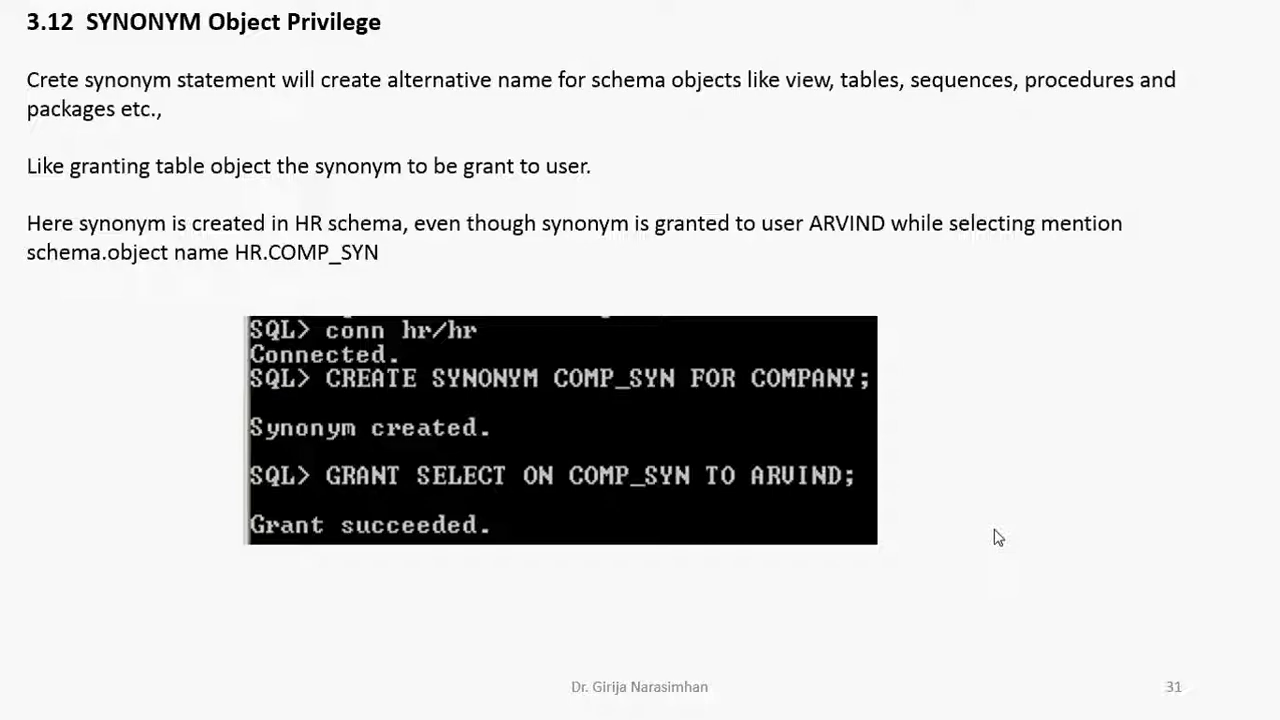 3.12 SYNONYM Object Privilege
Crete synonym statement will create alternative name for schema objects like view, tables, sequences, procedures and
packages etc.,
Like granting table object the synonym to be grant to user.
Here synonym is created in HR schema, even though synonym is granted to user ARVIND while selecting mention
schema.object name HR.COMP_SYN
SQL> conn hr/hr
Connected.
SQL> CREATE SYNONYM COMP_SYN FOR COMPANY;
Synonym created.
SQL> GRANT SELECT ON COMP_SYN TO ARVIND;
Grant succeeded.
Dr. Girija Narasimhan
31